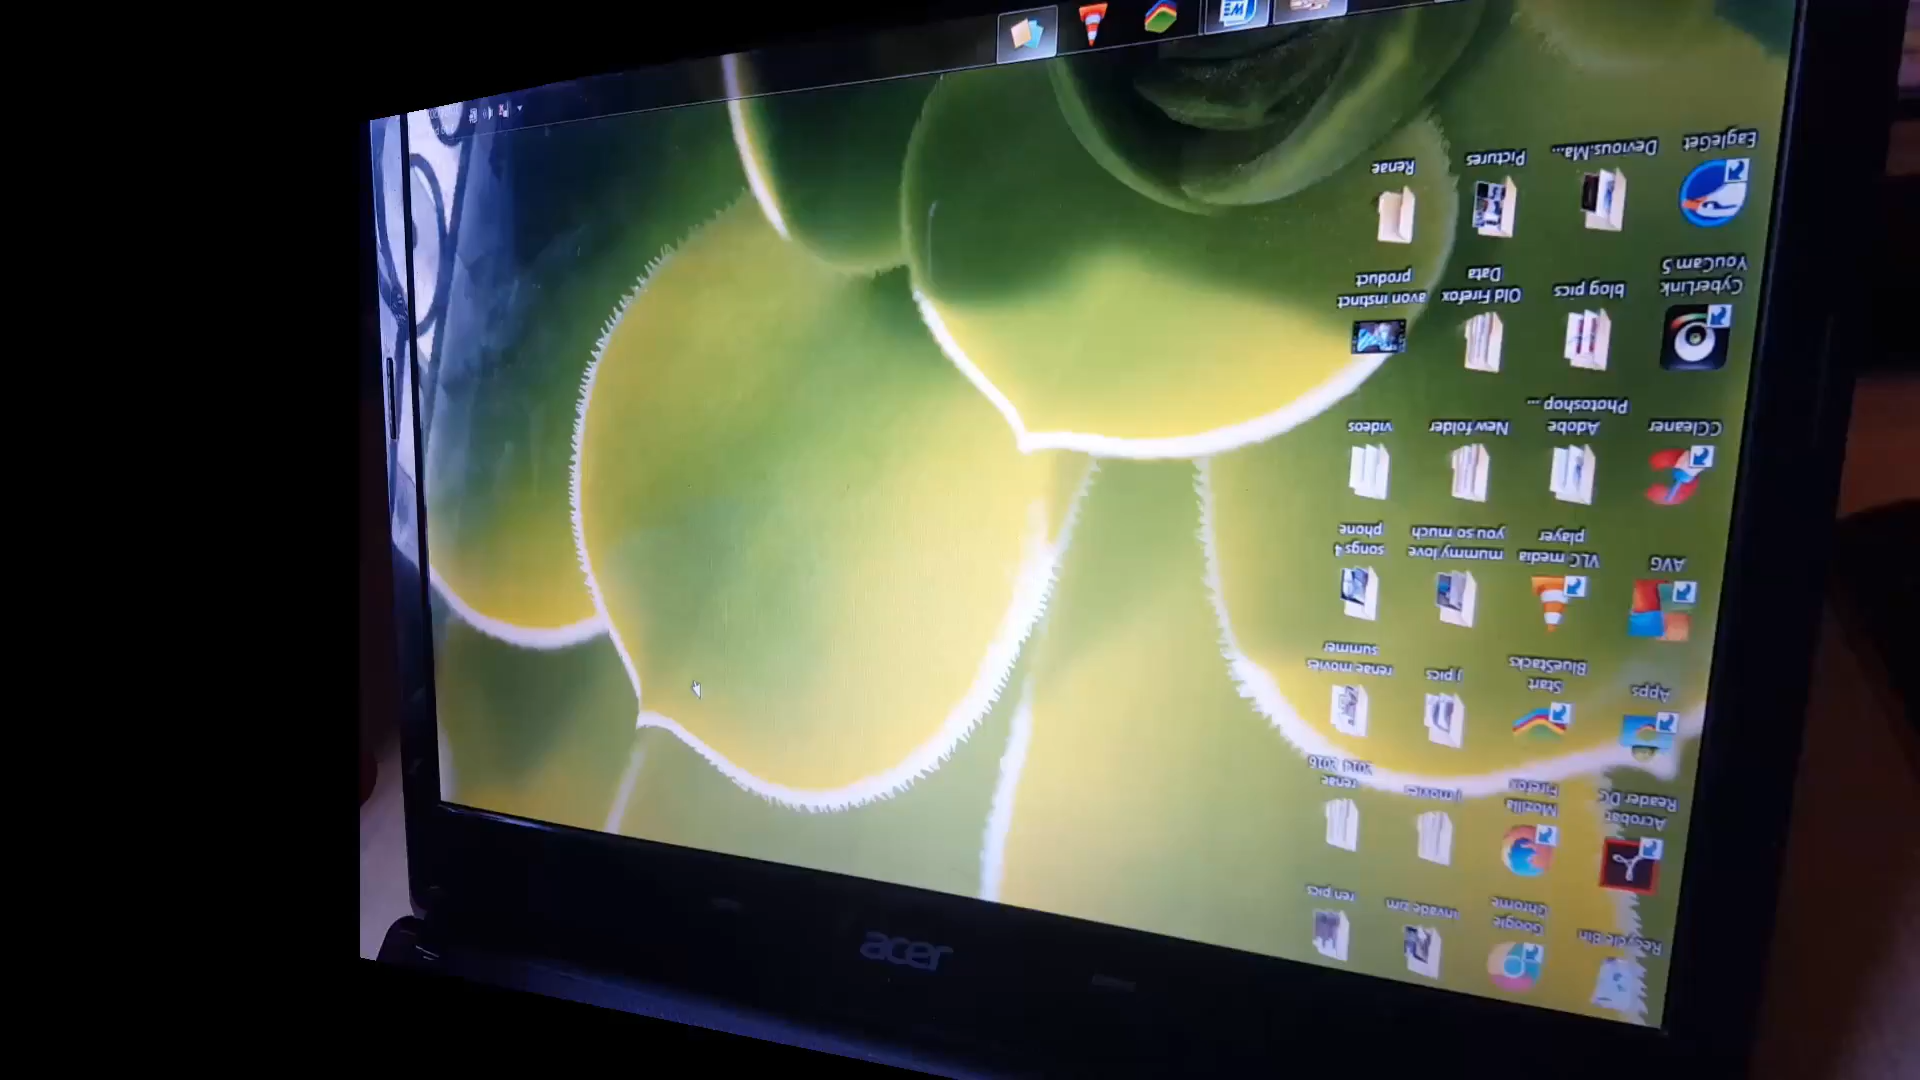 Recycle Bin
Google
Chrome
invade zim
ren pics
Acrobat
Reader DC
Mozilla
Firefox
j movies
renae
2014 2016
Apps
Start
BlueStacks
j pics
renae movies
summer
AVG
VLC media
player
mummy love
you so much
songs 4
phone
CCleaner
Adobe
Photoshop ...
New folder
videos
CyberLink
YouCam 5
blog pics
Old Firefox
Data
avon instinct
product
EagleGet
Devious.Ma...
Pictures
Renae
acer